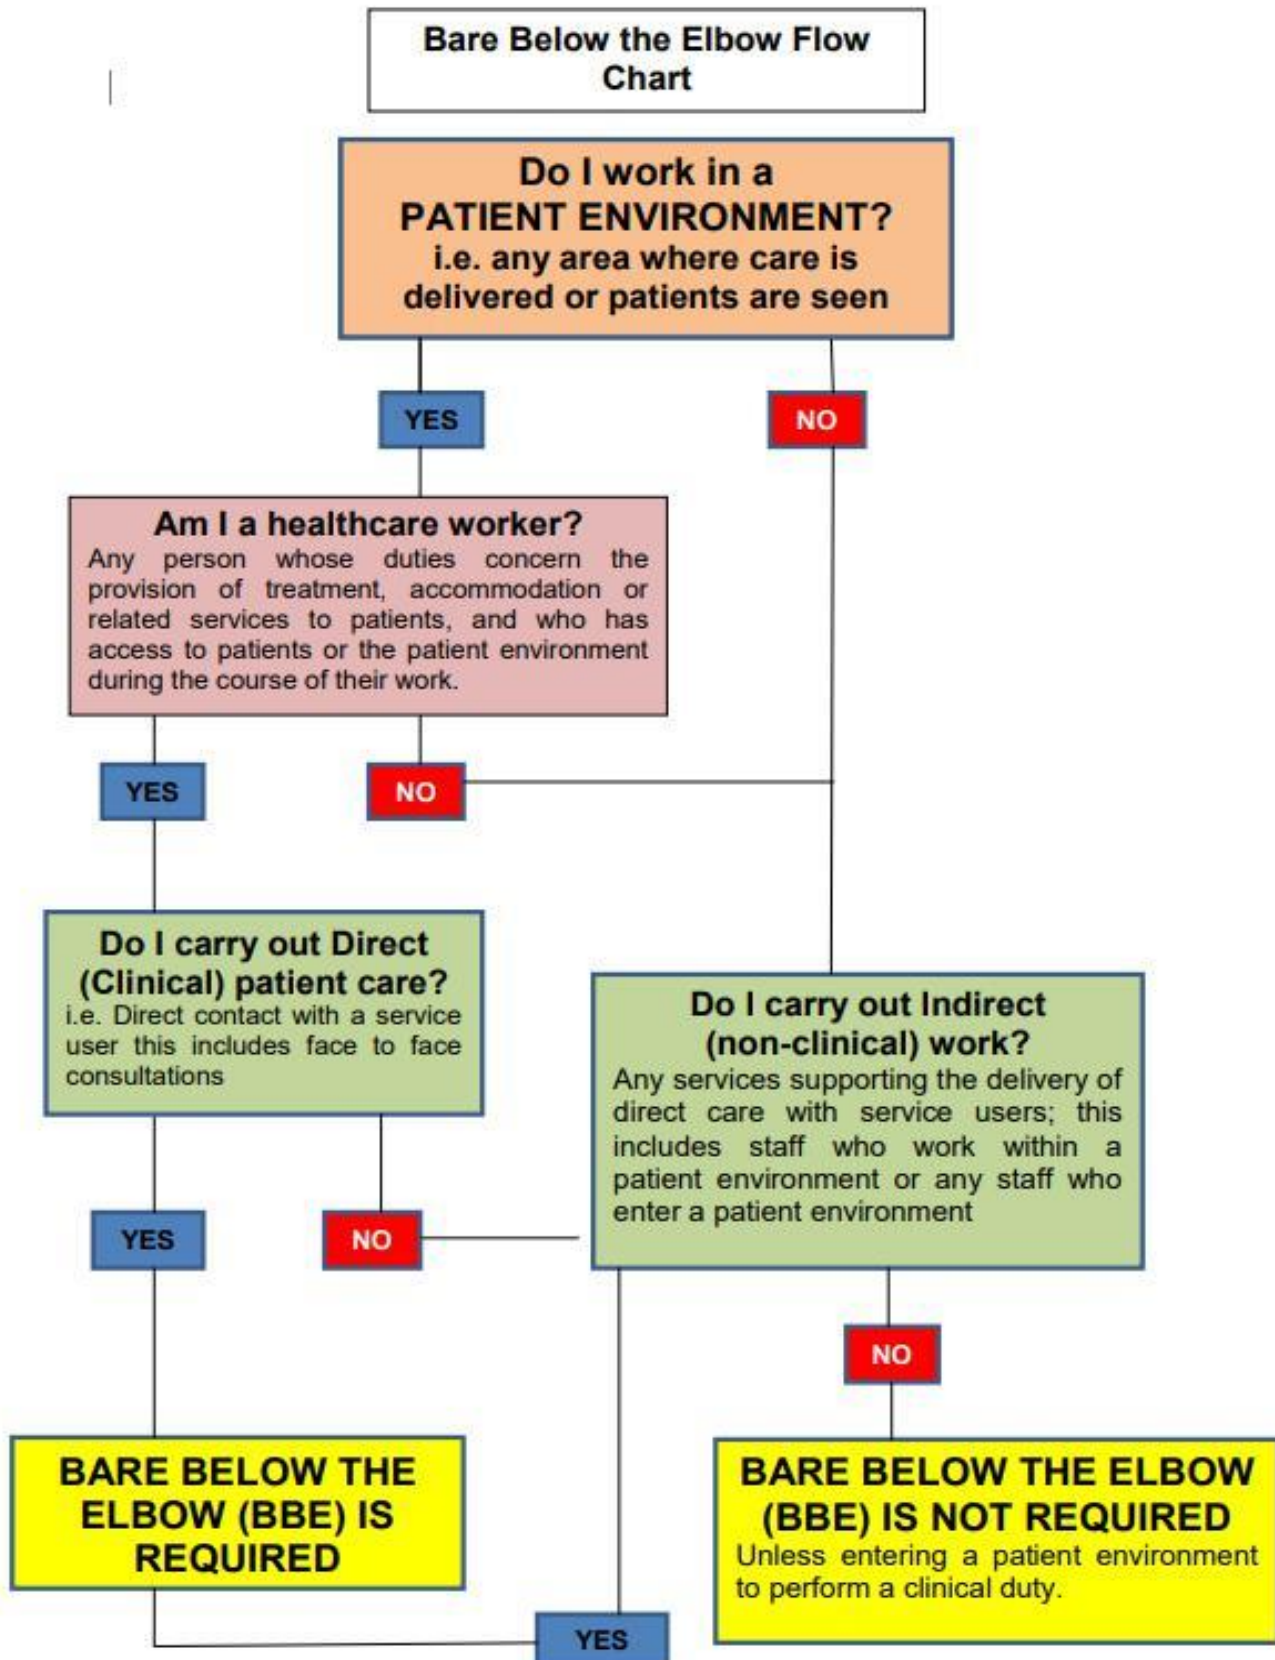 Bare Below the Elbow Flow
Chart
Do I work in a
PATIENT ENVIRONMENT?
i.e. any area where care is
delivered or patients are seen
YES
NO
Am I a healthcare worker?
Any person whose duties concern the
provision of treatment, accommodation or
related services to patients, and who has
access to patients or the patient environment
during the course of their work.
YES
NO
Do I carry out Direct
(Clinical) patient care?
i.e. Direct contact with a service
user this includes face to face
consultations
Do I carry out Indirect
(non-clinical) work?
Any services supporting the delivery of
direct care with service users; this
includes staff who work within a
patient environment or any staff who
enter a patient environment
YES
NO
NO
BARE BELOW THE
ELBOW (BBE) IS
REQUIRED
BARE BELOW THE ELBOW
(BBE) IS NOT REQUIRED
Unless entering a patient environment
to perform a clinical duty.
YES